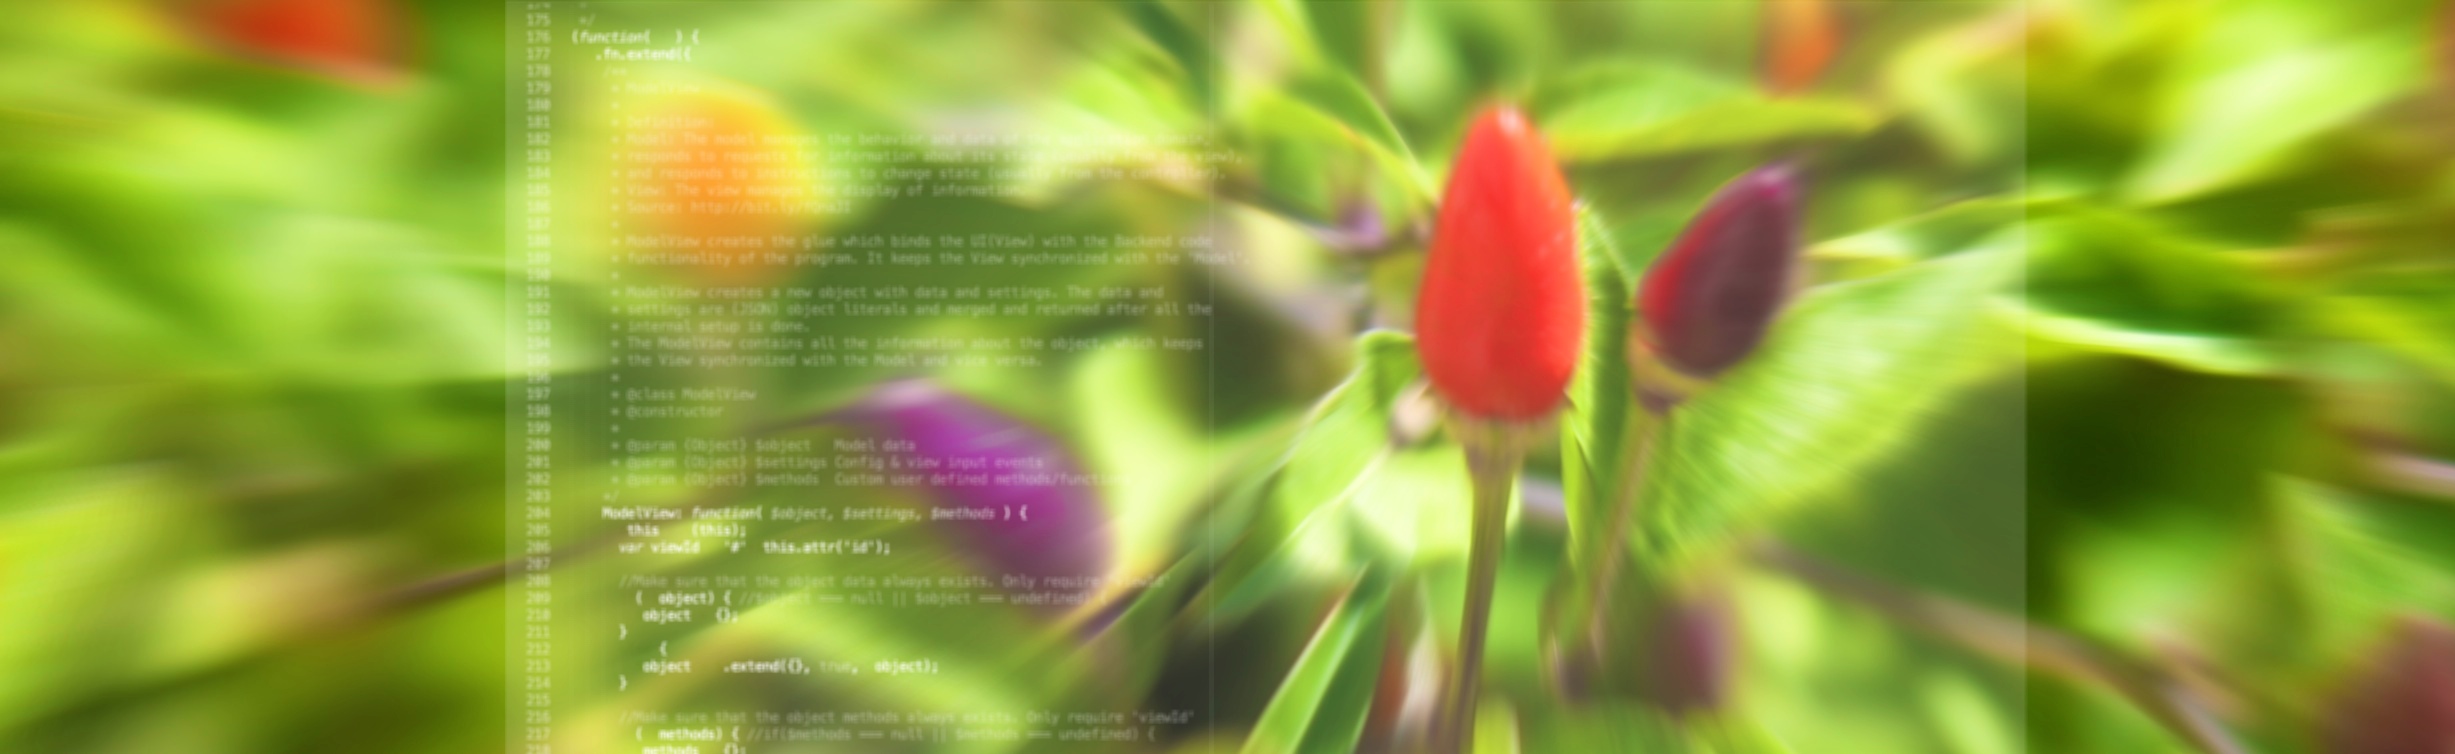 175 */
176 (function( ) {
177 .fn.extend({
178 /**
179 * ModelView
180 *
181 * Definition
182 * Model: The model manages the behavior and data of the
183 * responds to requests for information about its state (usually from the view),
184 * and responds to instructions to change state (usually from the controller).
185 * View: The view manages the display of information.
186 * Source: http://bit.ly/
187 *
188 * ModelView creates the glue which binds the UI(View) with the Backend code
189 * functionality of the program. It keeps the View synchronized with the 'Model'.
190 *
191 * ModelView creates a new object with data and settings. The data and
192 * settings are (JSON) object literals and merged and returned after all the
193 * internal setup is done.
194 * The ModelView contains all the information about the object, which keeps
195 * the View synchronized with the Model and vice versa.
196 *
197 * @class ModelView
198 * @constructor
199 *
200 * @param {Object} $object Model data
201 * @param {Object} $settings Config & view input events
202 * @param {Object} $methods Custom user defined methods/functions
203 */
204 ModelView: function( $object, $settings, $methods ) {
205 this (this);
206 var viewId "#" this.attr("id");
207
208 //Make sure that the object data always exists. Only require "viewId"
209 ( object) { //$object === null || $object === undefined)
210 object {};
211 }
212 {
213 object .extend({}, true, object);
214 }
215
216 //Make sure that the object methods always exists. Only require "viewId"
217 ( methods) { //if($methods === null || $methods === undefined) {
218 methods {};